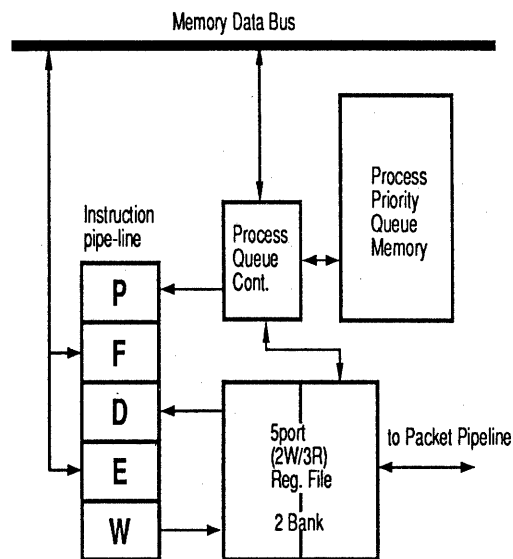 Memory Data Bus
Process
Priority
Queue
Memory
Instruction
pipe-line
Process
Queue
Cont.
P
F
D
E
W
5port
(2W/3R)
Reg. File
2 Bank
to Packet Pipeline